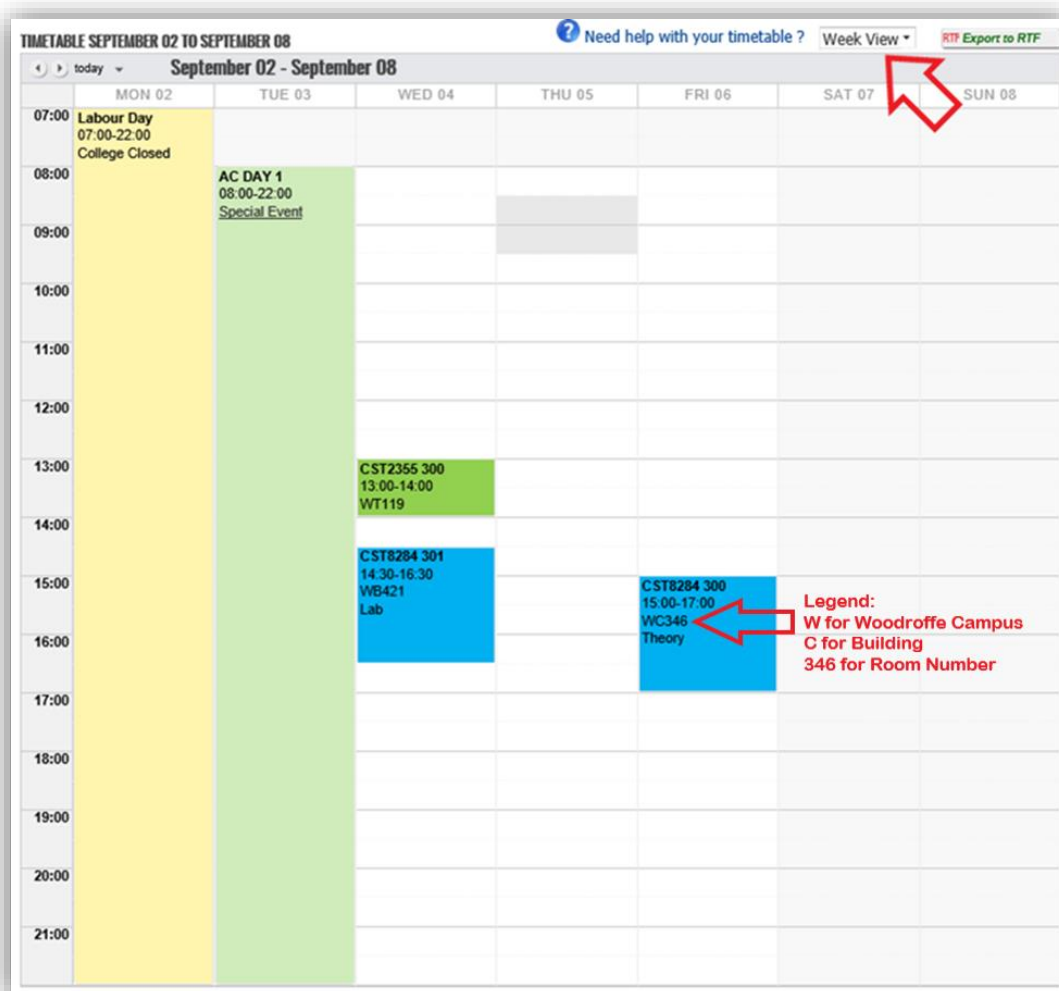 TIMETABLE SEPTEMBER 02 TO SEPTEMBER 08
Need help with your timetable ?
Week View
RTF Export to RTF
today
September 02 - September 08
MON 02 TUE 03 WED 04 THU 05 FRI 06 SAT 07 SUN 08
07:00
Labour Day
07:00-22:00
College Closed
08:00
AC DAY 1
08:00-22:00
Special Event
09:00
10:00
11:00
12:00
13:00
CST2355 300
13:00-14:00
WT119
14:00
CST8284 301
14:30-16:30
WB421
Lab
15:00
CST8284 300
15:00-17:00
WC346
Theory
Legend:
W for Woodroffe Campus
C for Building
346 for Room Number
16:00
17:00
18:00
19:00
20:00
21:00